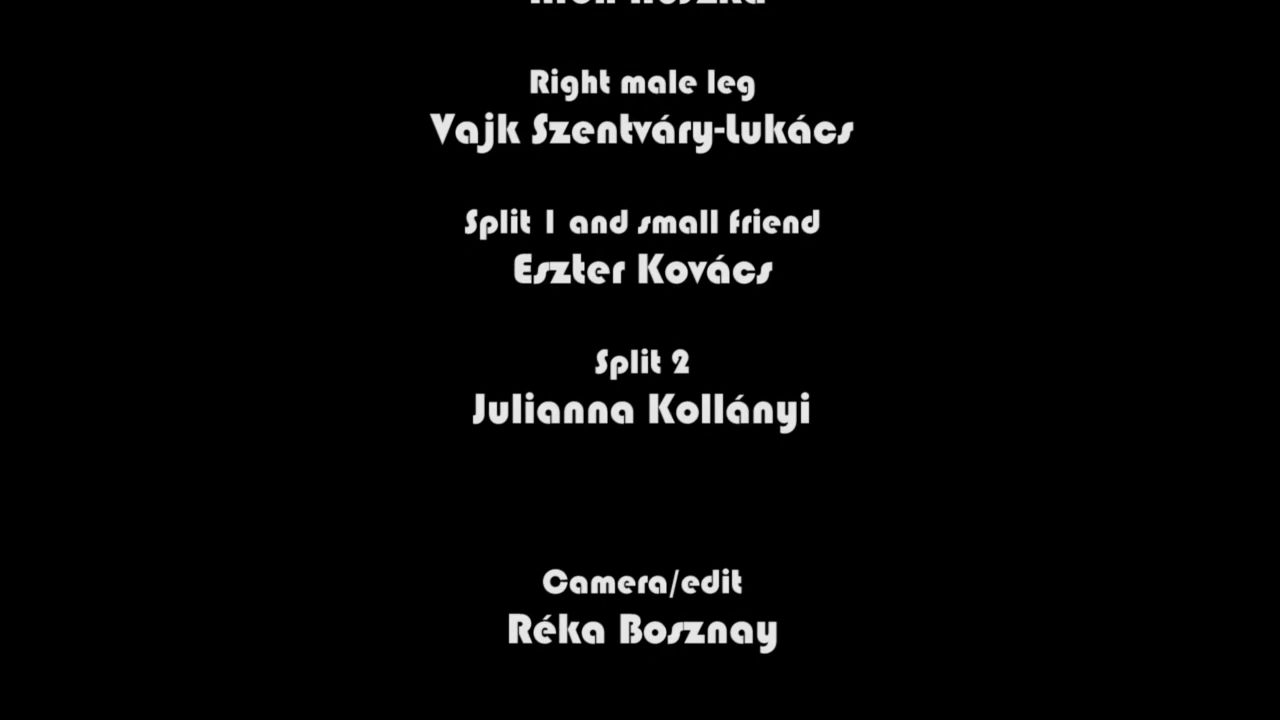 Right male leg
Vajk Szentváry-Lukács
Split 1 and small friend
Eszter Kovács
Split 2
Julianna Kollányi
Camera/edit
Réka Bosznay